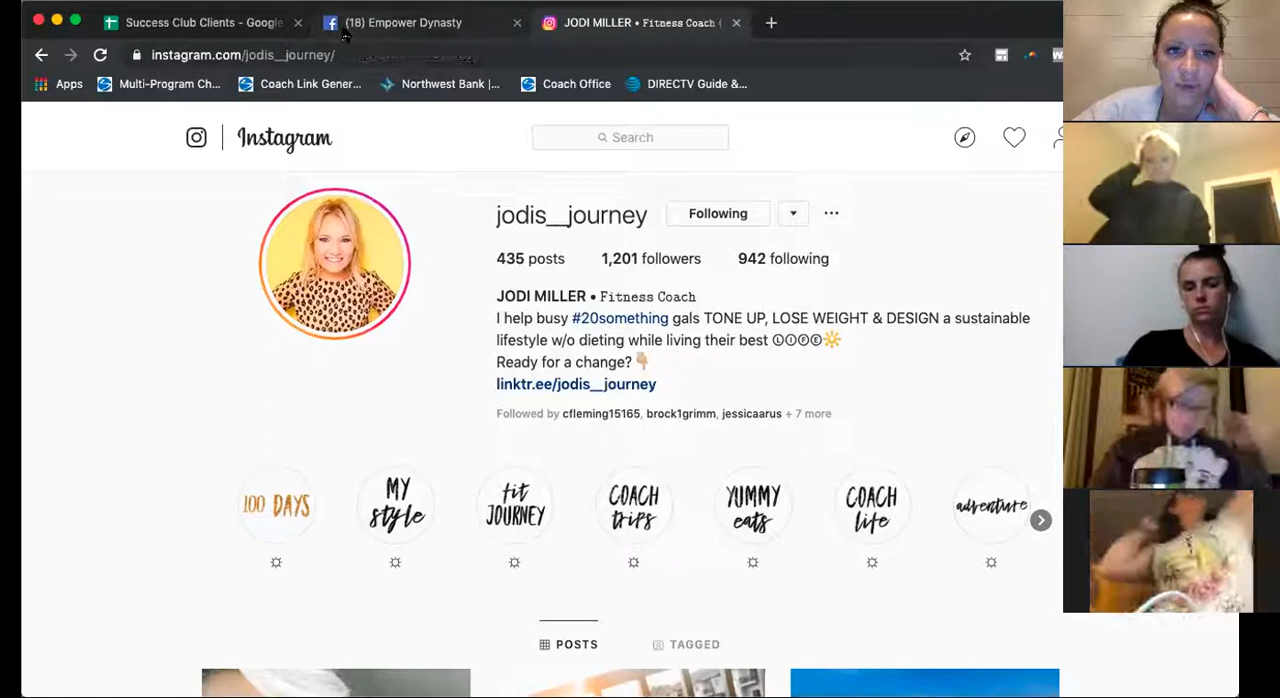 Success Club Clients - Google
(18) Empower Dynasty
JODI MILLER • Fitness Coach (
instagram.com/jodis__journey/
Apps
Multi-Program Ch...
Coach Link Gener...
Northwest Bank |...
Coach Office
DIRECTV Guide &...
Instagram
Search
jodis__journey
Following
435 posts 1,201 followers 942 following
JODI MILLER • Fitness Coach
I help busy #20something gals TONE UP, LOSE WEIGHT & DESIGN a sustainable
lifestyle w/o dieting while living their best ⓁⒾⒻⒺ☀️
Ready for a change?👇🏼
linktr.ee/jodis__journey
Followed by cfleming15165, brock1grimm, jessicaarus + 7 more
100 DAYS
MY style
fit JOURNEY
COACH trips
YUMMY eats
COACH life
adventure
POSTS
TAGGED